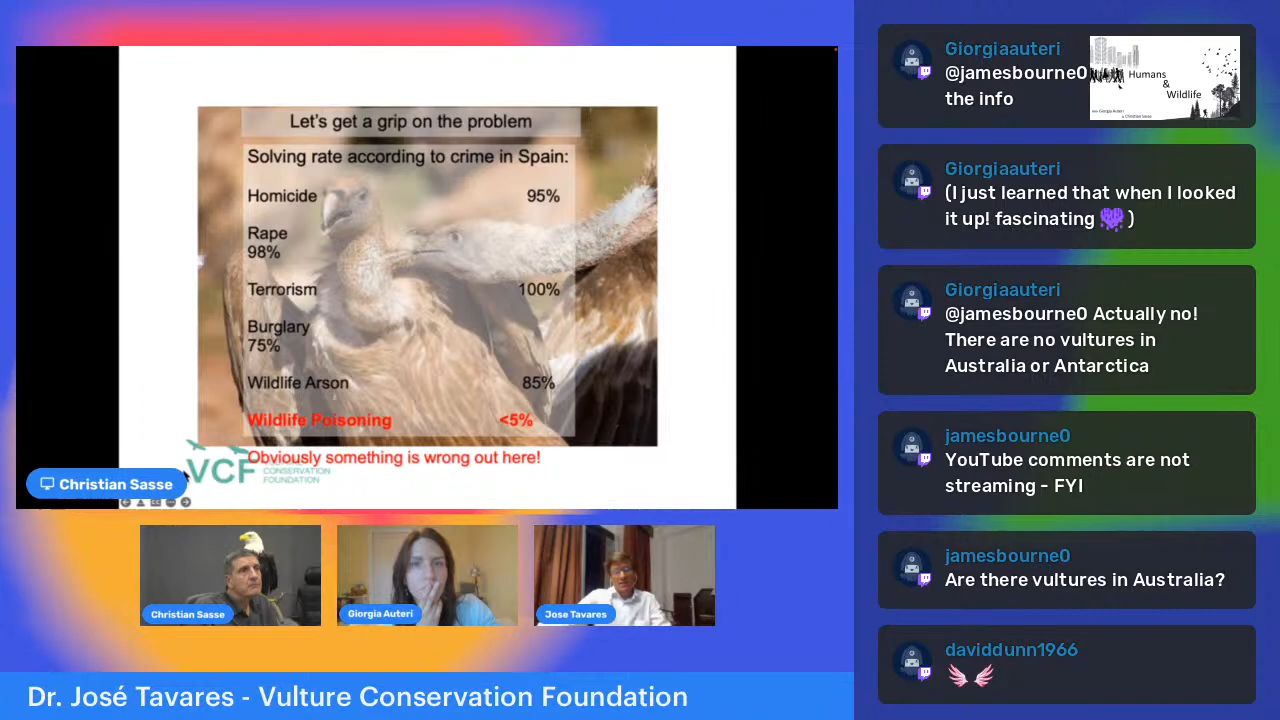 Let's get a grip on the problem
Solving rate according to crime in Spain:
Homicide 95%
Rape
98%
Terrorism 100%
Burglary
75%
Wildlife Arson 85%
Wildlife Poisoning <5%
Obviously something is wrong out here!
VCF
CONSERVATION
FOUNDATION
Christian Sasse
Christian Sasse
Giorgia Auteri
Jose Tavares
Dr. José Tavares - Vulture Conservation Foundation
Giorgiaauteri
@jamesbourne0
the info
Humans
&
Wildlife
Giorgiaauteri
(I just learned that when I looked
it up! fascinating )
Giorgiaauteri
@jamesbourne0 Actually no!
There are no vultures in
Australia or Antarctica
jamesbourne0
YouTube comments are not
streaming - FYI
jamesbourne0
Are there vultures in Australia?
daviddunn1966